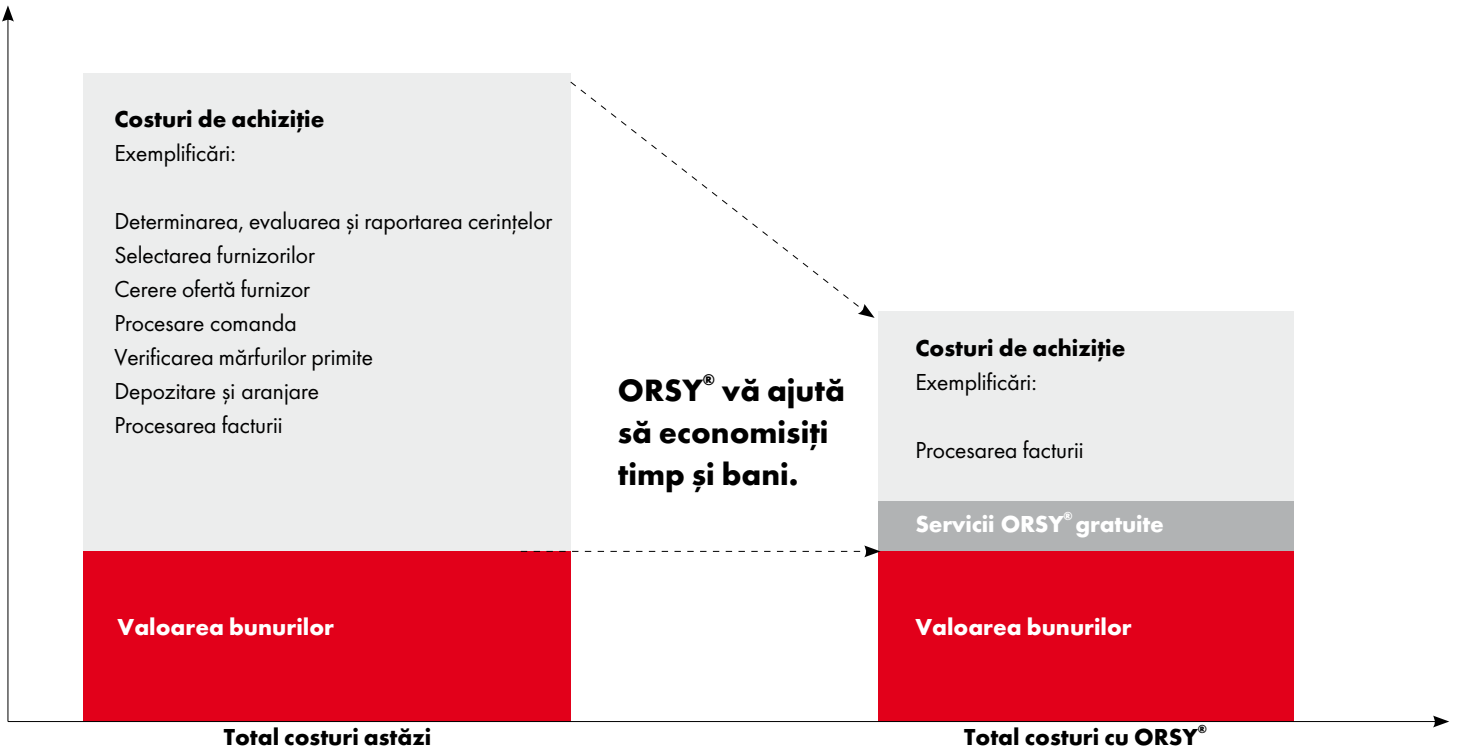 Costuri de achiziție
Exemplificări:
Determinarea, evaluarea și raportarea cerințelor
Selectarea furnizorilor
Cerere ofertă furnizor
Procesare comanda
Verificarea mărfurilor primite
Depozitare și aranjare
Procesarea facturii
Valoarea bunurilor
Total costuri astăzi
ORSY® vă ajută
să economisiți
timp și bani.
Costuri de achiziție
Exemplificări:
Procesarea facturii
Servicii ORSY® gratuite
Valoarea bunurilor
Total costuri cu ORSY®